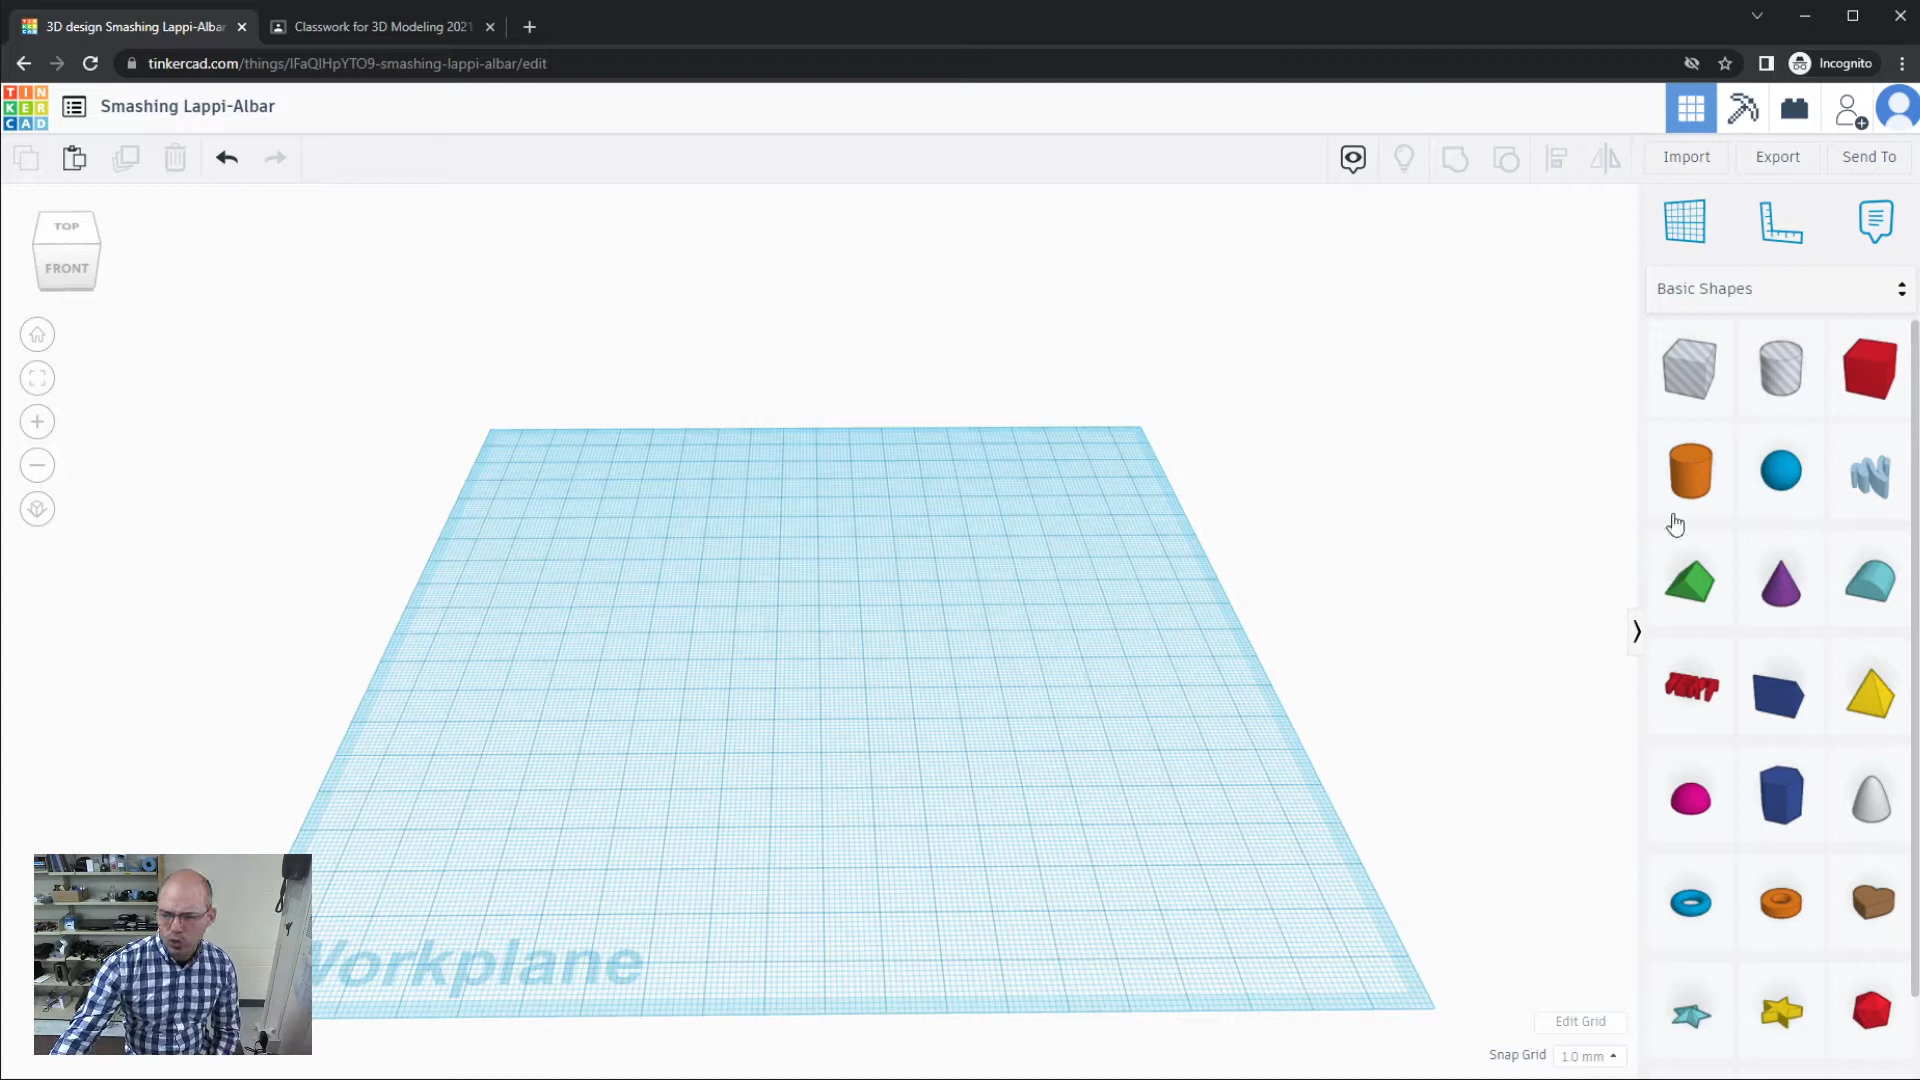 3D design Smashing Lappi-Albar
Classwork for 3D Modeling 2021
tinkercad.com/things/lFaQlHpYTO9-smashing-lappi-albar/edit
Incognito
TIN
KER
CAD
Smashing Lappi-Albar
Import
Export
Send To
TOP
FRONT
Basic Shapes
TEXT
Workplane
Edit Grid
Snap Grid
1.0 mm